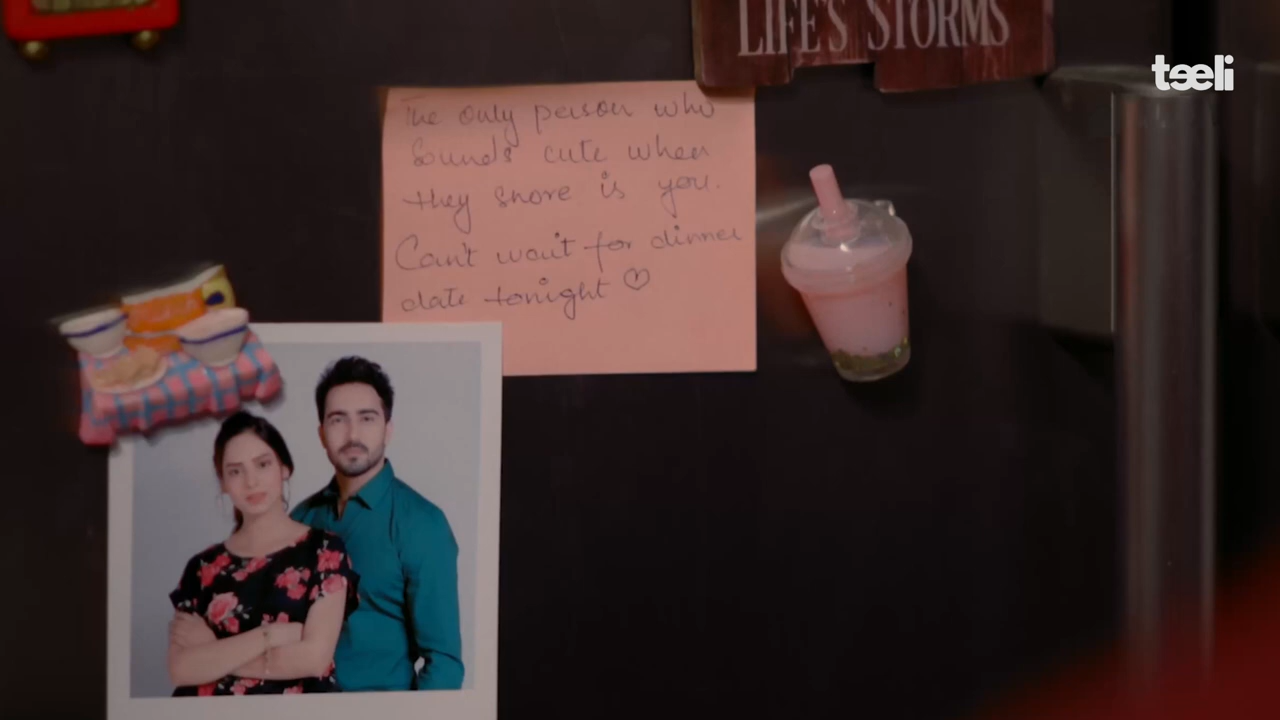 LIFE'S STORMS
teeli
The only person who
sounds cute when
they snore is you.
Can't wait for dinner
date tonight ♡